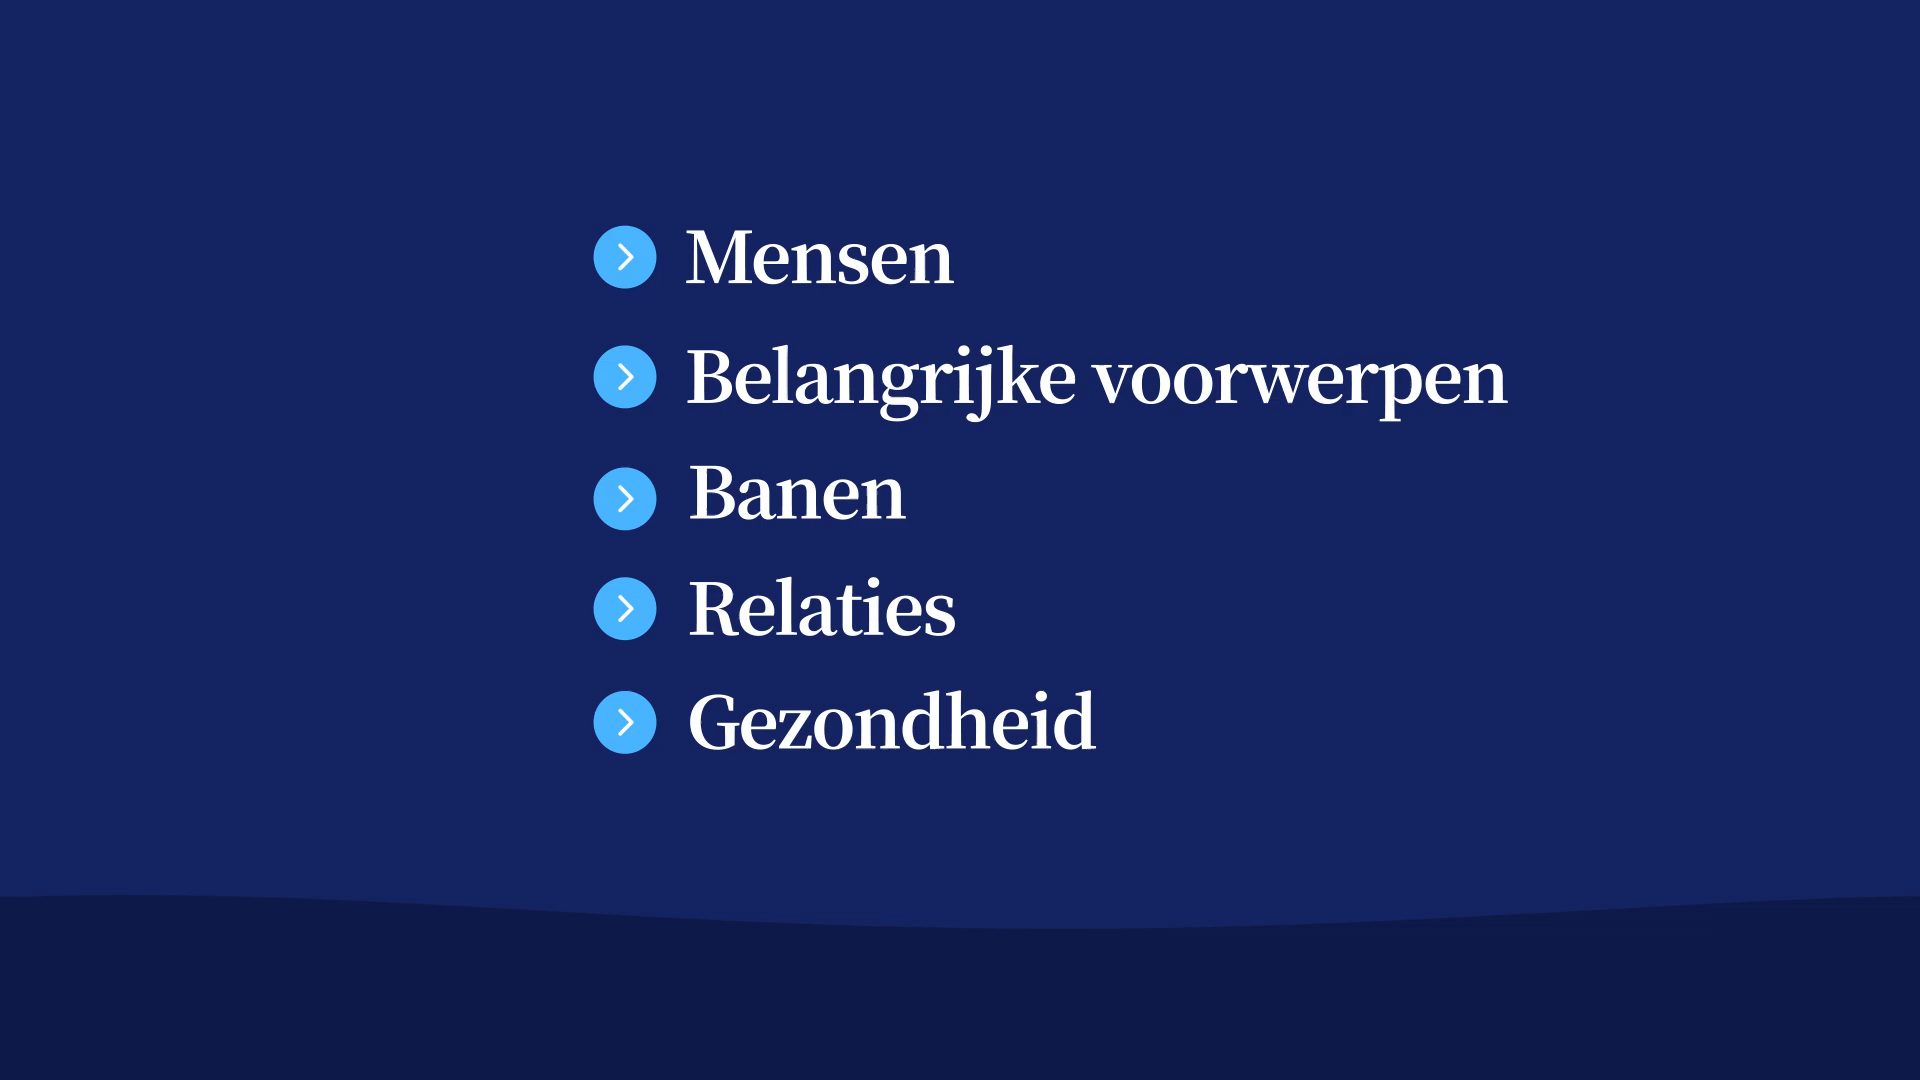 Mensen
Belangrijke voorwerpen
Banen
Relaties
Gezondheid